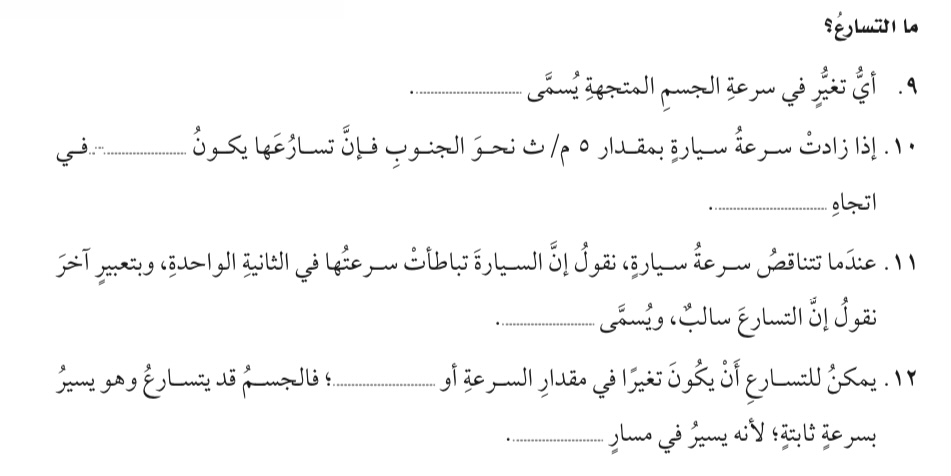 ما التسارعُ؟
٩. أيُّ تغيُّرٍ في سرعةِ الجسمِ المتجهةِ يُسمَّى ..............................
١٠. إذا زادتْ سرعةُ سيارةٍ بمقدار ٥ م/ث نحوَ الجنوبِ فإنَّ تسارُعَها يكونُ .............................. في
اتجاهِ ..............................
١١. عندَما تتناقصُ سرعةُ سيارةٍ، نقولُ إنَّ السيارةَ تباطأتْ سرعتُها في الثانيةِ الواحدةِ، وبتعبيرٍ آخرَ
نقولُ إنَّ التسارعَ سالبٌ، ويُسمَّى ..............................
١٢. يمكنُ للتسارعِ أَنْ يكُونَ تغيرًا في مقدارِ السرعةِ أو ..............................؛ فالجسمُ قد يتسارعُ وهو يسيرُ
بسرعةٍ ثابتةٍ؛ لأنه يسيرُ في مسارٍ ..............................